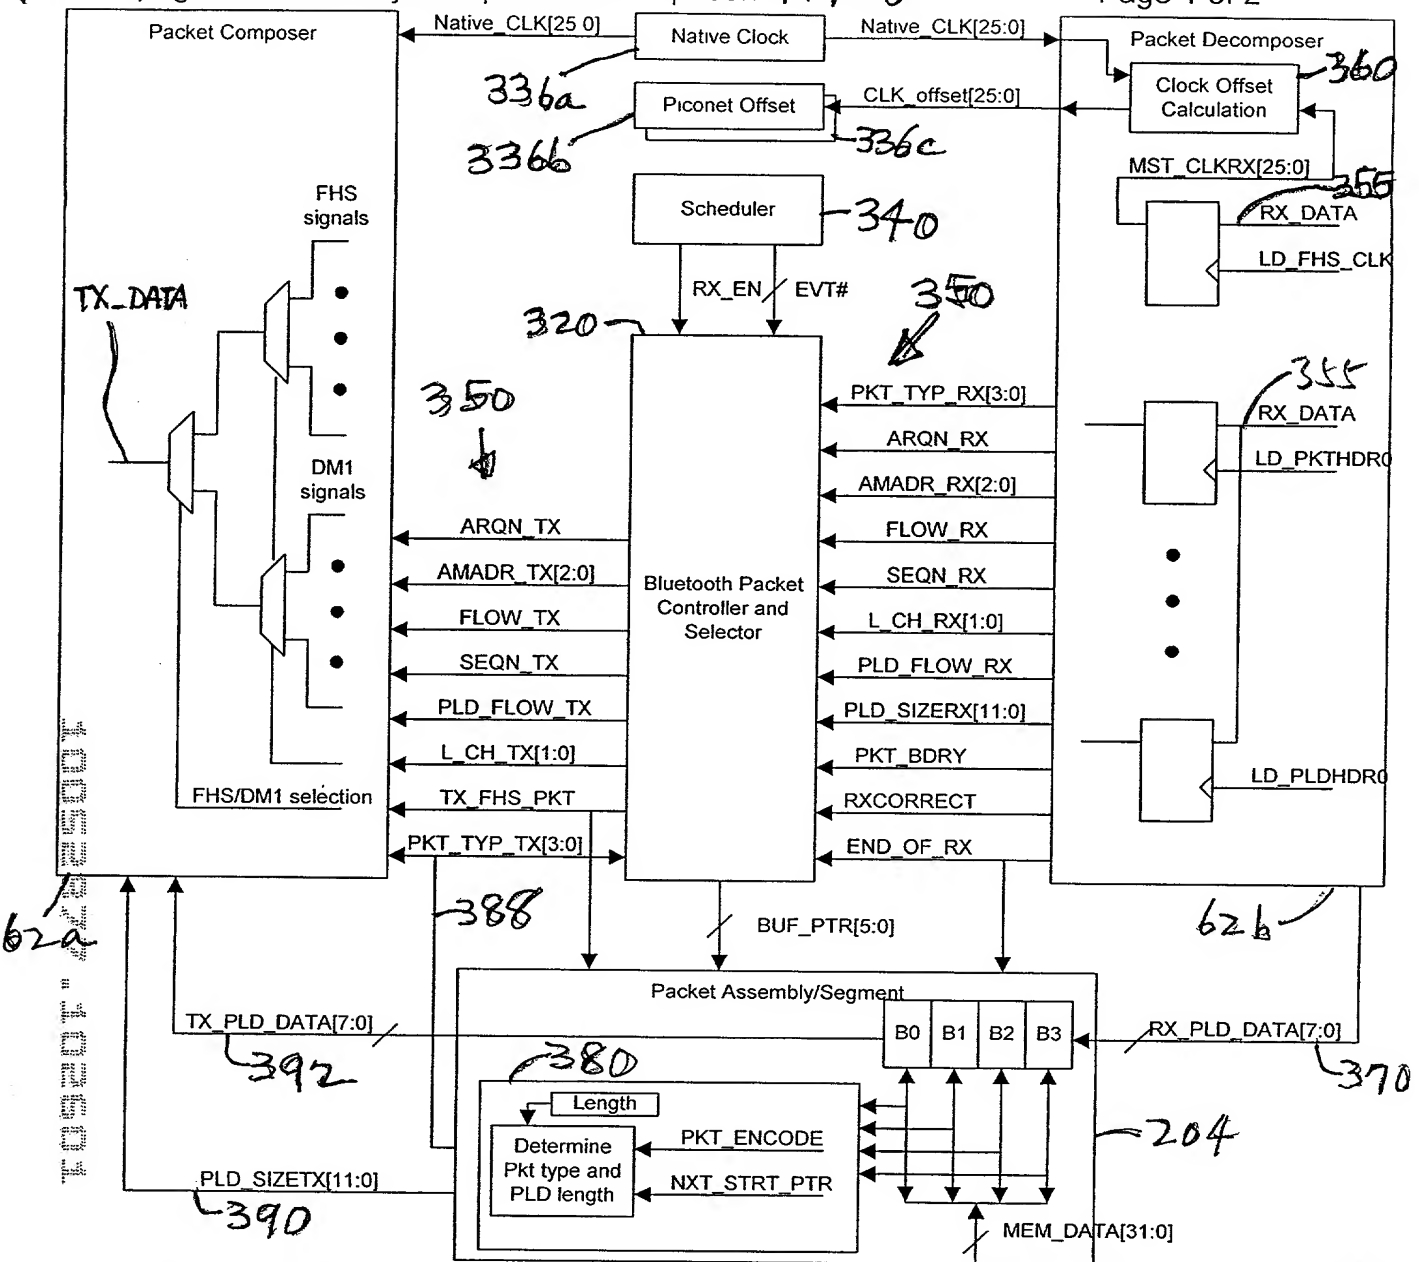 Page 1 of 2
Packet Composer
Native_CLK[25 0]
Native Clock
Native_CLK[25:0]
Packet Decomposer
336a
Piconet Offset
CLK_offset[25:0]
Clock Offset
Calculation
360
336b
336c
MST_CLKRX[25:0]
355
FHS
signals
Scheduler
340
RX_DATA
LD_FHS_CLK
TX_DATA
RX_EN
EVT#
350
320
350
PKT_TYP_RX[3:0]
355
RX_DATA
ARQN_RX
LD_PKTHDR0
DM1
signals
AMADR_RX[2:0]
ARQN_TX
FLOW_RX
AMADR_TX[2:0]
SEQN_RX
Bluetooth Packet
Controller and
Selector
FLOW_TX
L_CH_RX[1:0]
SEQN_TX
PLD_FLOW_RX
PLD_FLOW_TX
PLD_SIZERX[11:0]
L_CH_TX[1:0]
PKT_BDRY
LD_PLDHDR0
FHS/DM1 selection
TX_FHS_PKT
RXCORRECT
PKT_TYP_TX[3:0]
END_OF_RX
62a
388
BUF_PTR[5:0]
62b
Packet Assembly/Segment
TX_PLD_DATA[7:0]
B0 B1 B2 B3
RX_PLD_DATA[7:0]
392
380
370
Length
Determine
Pkt type and
PLD length
PKT_ENCODE
204
PLD_SIZETX[11:0]
NXT_STRT_PTR
390
MEM_DATA[31:0]